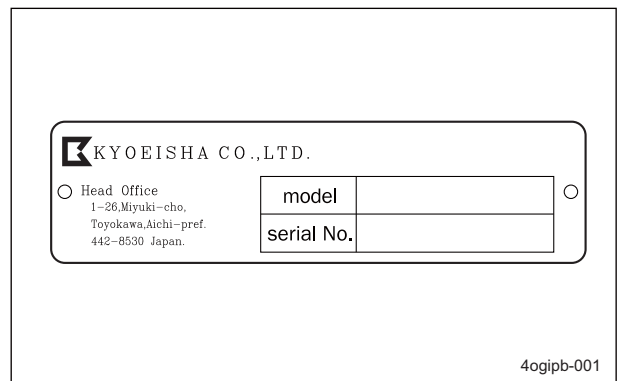 KYOEISHA CO.,LTD.
Head Office
1-26,Miyuki-cho,
Toyokawa,Aichi-pref.
442-8530 Japan.
model
serial No.
4ogipb-001